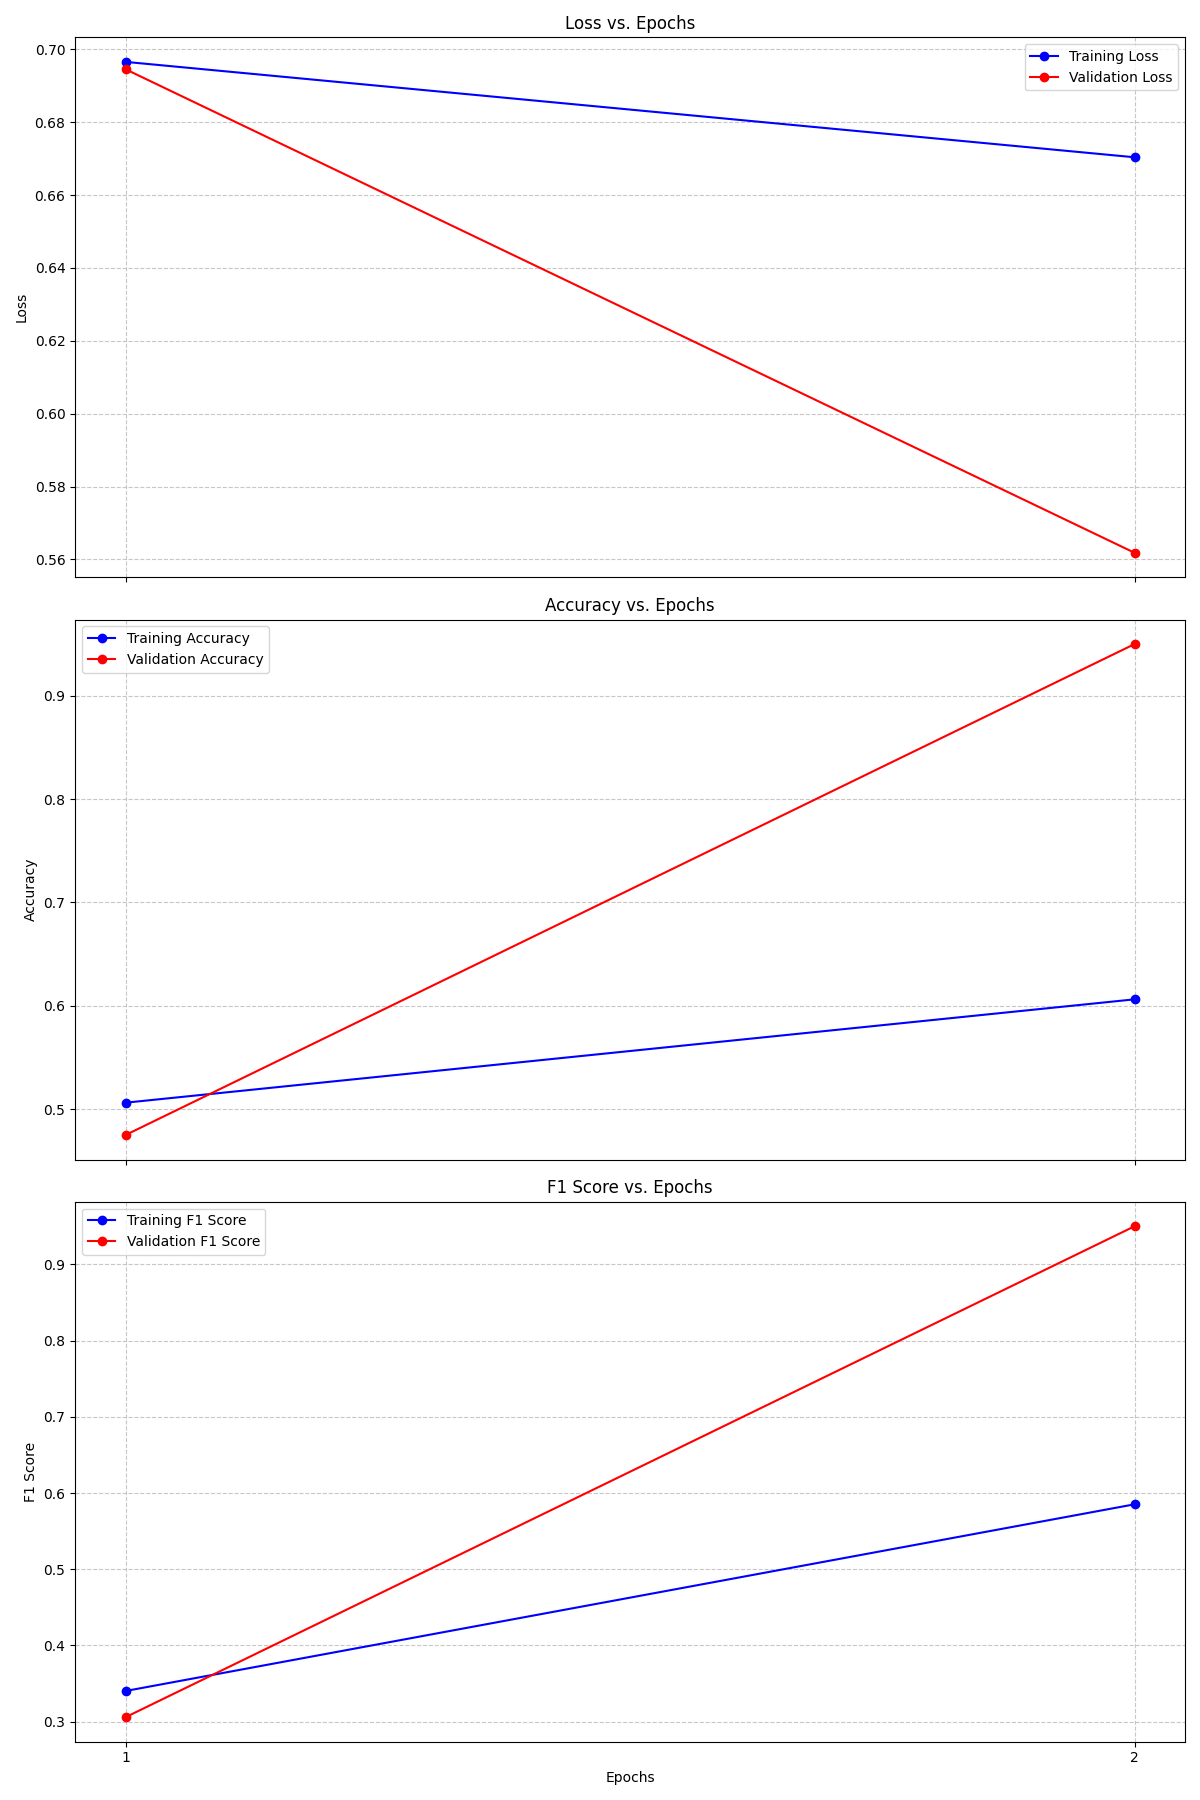 Loss vs. Epochs
0.70
0.68
0.66
0.64
0.62
0.60
0.58
0.56
Loss
Training Loss
Validation Loss
Accuracy vs. Epochs
0.9
0.8
0.7
0.6
0.5
Accuracy
Training Accuracy
Validation Accuracy
F1 Score vs. Epochs
0.9
0.8
0.7
0.6
0.5
0.4
0.3
F1 Score
Training F1 Score
Validation F1 Score
1
2
Epochs